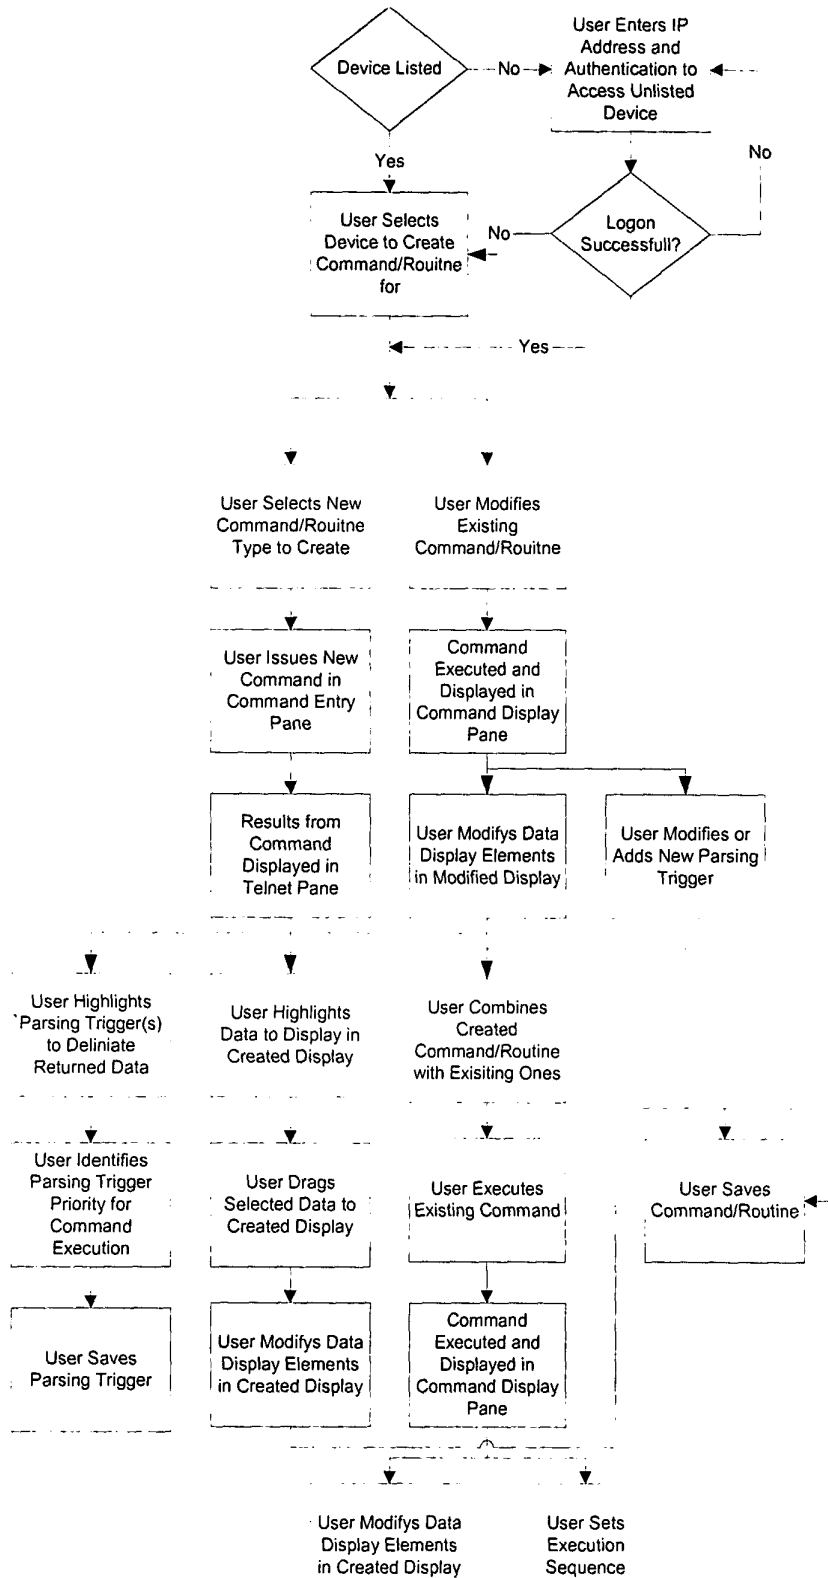 User Enters IP
Address and
Authentication to
Access Unlisted
Device
Device Listed
No
Yes
No
User Selects
Device to Create
Command/Rouitne
for
No
Logon
Successfull?
Yes
User Selects New
Command/Rouitne
Type to Create
User Modifies
Existing
Command/Rouitne
User Issues New
Command in
Command Entry
Pane
Command
Executed and
Displayed in
Command Display
Pane
Results from
Command
Displayed in
Telnet Pane
User Modifys Data
Display Elements
in Modified Display
User Modifies or
Adds New Parsing
Trigger
User Highlights
Parsing Trigger(s)
to Deliniate
Returned Data
User Highlights
Data to Display in
Created Display
User Combines
Created
Command/Routine
with Exisiting Ones
User Identifies
Parsing Trigger
Priority for
Command
Execution
User Drags
Selected Data to
Created Display
User Executes
Existing Command
User Saves
Command/Routine
User Saves
Parsing Trigger
User Modifys Data
Display Elements
in Created Display
Command
Executed and
Displayed in
Command Display
Pane
User Modifys Data
Display Elements
in Created Display
User Sets
Execution
Sequence